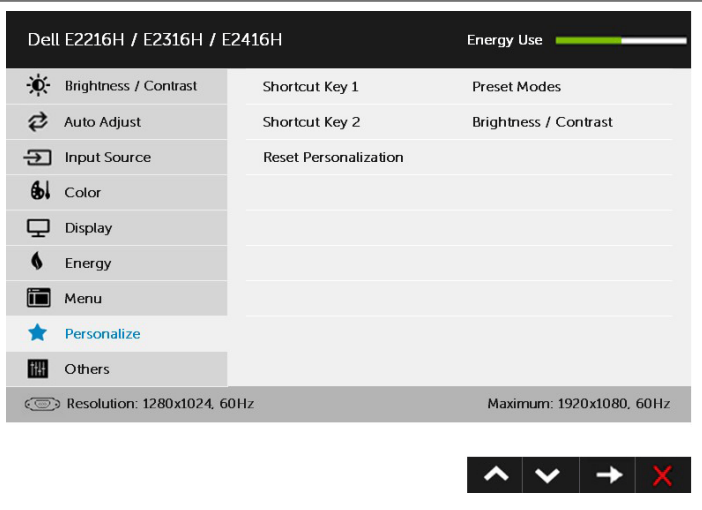 Dell E2216H / E2316H / E2416H Energy Use
Brightness / Contrast Shortcut Key 1 Preset Modes
Auto Adjust Shortcut Key 2 Brightness / Contrast
Input Source Reset Personalization
Color
Display
Energy
Menu
Personalize
Others
Resolution: 1280x1024, 60Hz Maximum: 1920x1080, 60Hz